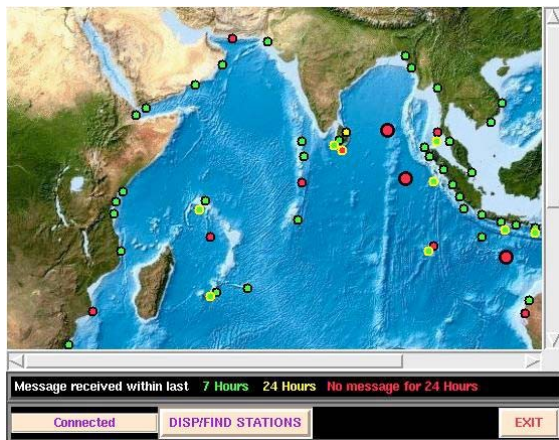 Message received within last 7 Hours 24 Hours No message for 24 Hours
Connected DISP/FIND STATIONS EXIT